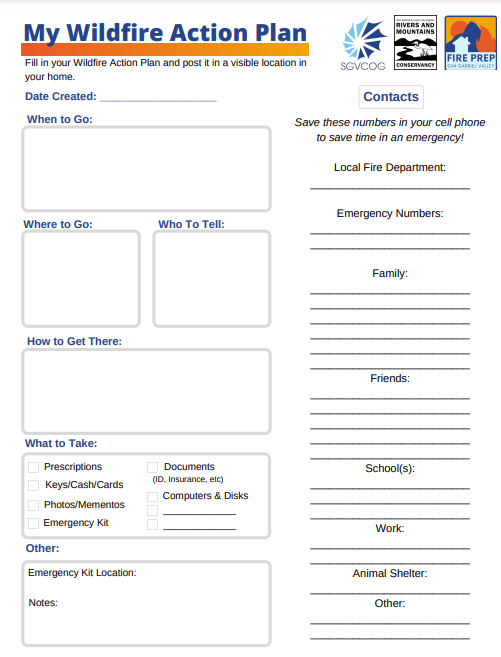 My Wildfire Action Plan
Fill in your Wildfire Action Plan and post it in a visible location in
your home.
Date Created: ___________________
SGVCOG
RIVERS AND
MOUNTAINS
CONSERVANCY
FIRE PREP
SAN GABRIEL VALLEY
When to Go:
Where to Go:
Who To Tell:
How to Get There:
What to Take:
Prescriptions
Keys/Cash/Cards
Photos/Mementos
Emergency Kit
Documents
(ID, Insurance, etc)
Computers & Disks
_____________
_____________
Other:
Emergency Kit Location:
Notes:
Contacts
Save these numbers in your cell phone
to save time in an emergency!
Local Fire Department:
Emergency Numbers:
Family:
Friends:
School(s):
Work:
Animal Shelter:
Other: